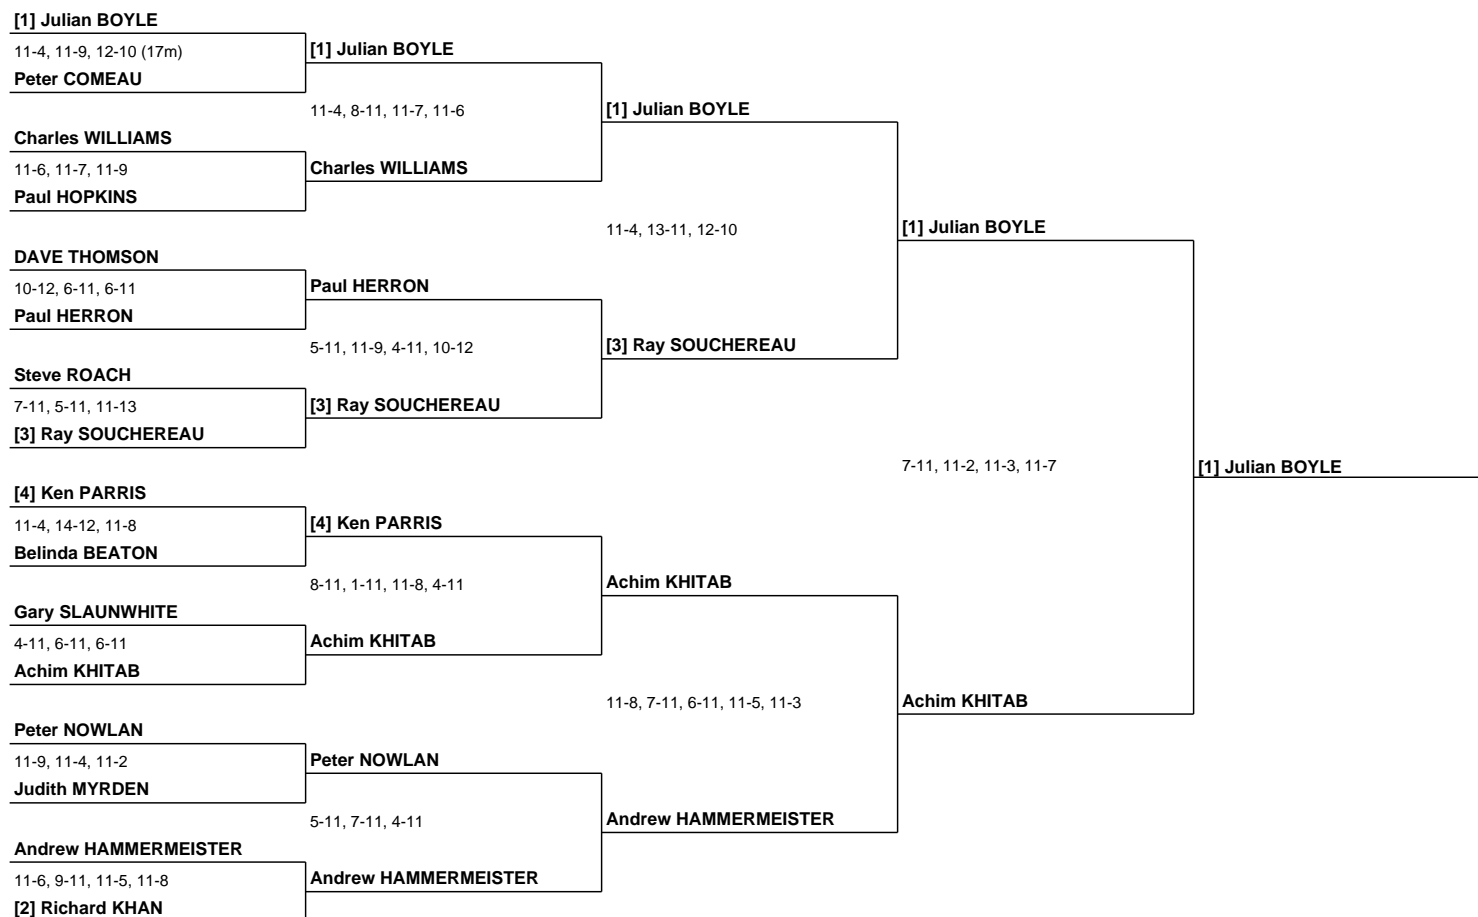 [1] Julian BOYLE
11-4, 11-9, 12-10 (17m)
[1] Julian BOYLE
Peter COMEAU
11-4, 8-11, 11-7, 11-6
[1] Julian BOYLE
Charles WILLIAMS
11-6, 11-7, 11-9
Charles WILLIAMS
Paul HOPKINS
11-4, 13-11, 12-10
[1] Julian BOYLE
DAVE THOMSON
10-12, 6-11, 6-11
Paul HERRON
Paul HERRON
5-11, 11-9, 4-11, 10-12
[3] Ray SOUCHEREAU
Steve ROACH
7-11, 5-11, 11-13
[3] Ray SOUCHEREAU
[3] Ray SOUCHEREAU
7-11, 11-2, 11-3, 11-7
[1] Julian BOYLE
[4] Ken PARRIS
11-4, 14-12, 11-8
[4] Ken PARRIS
Belinda BEATON
8-11, 1-11, 11-8, 4-11
Achim KHITAB
Gary SLAUNWHITE
4-11, 6-11, 6-11
Achim KHITAB
Achim KHITAB
11-8, 7-11, 6-11, 11-5, 11-3
Achim KHITAB
Peter NOWLAN
11-9, 11-4, 11-2
Peter NOWLAN
Judith MYRDEN
5-11, 7-11, 4-11
Andrew HAMMERMEISTER
Andrew HAMMERMEISTER
11-6, 9-11, 11-5, 11-8
Andrew HAMMERMEISTER
[2] Richard KHAN